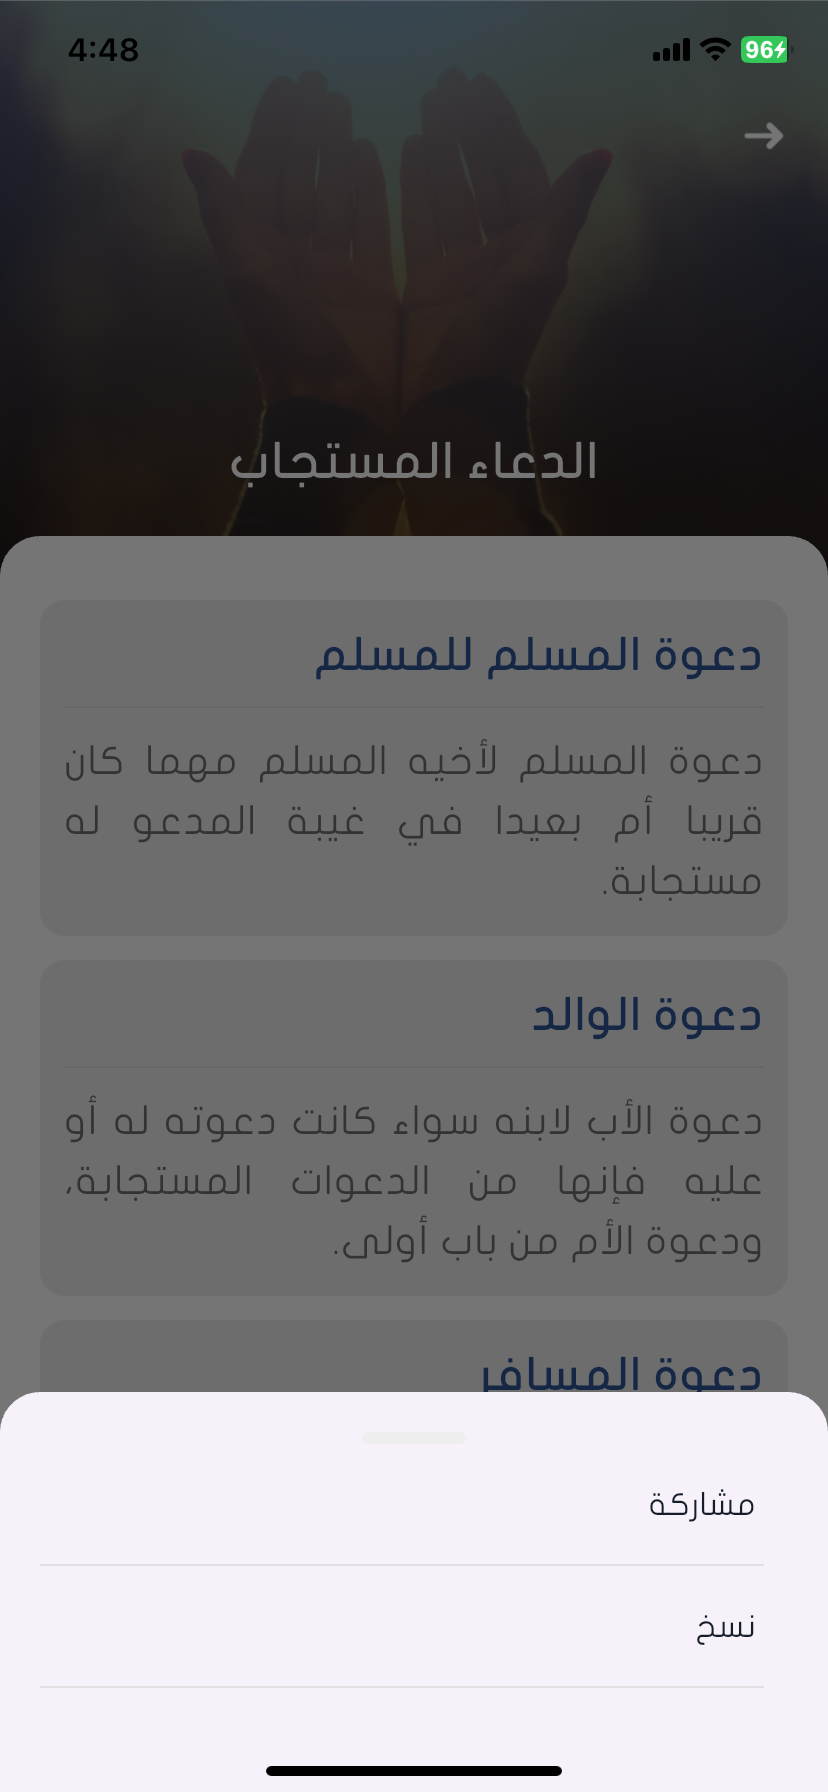 4:48
96
الدعاء المستجاب
دعوة المسلم للمسلم
دعوة المسلم لأخيه المسلم مهما كان
قريبا أم بعيدا في غيبة المدعو له
مستجابة.
دعوة الوالد
دعوة الأب لابنه سواء كانت دعوته له أو
عليه فإنها من الدعوات المستجابة،
ودعوة الأم من باب أولى.
دعوة المسافر
مشاركة
نسخ